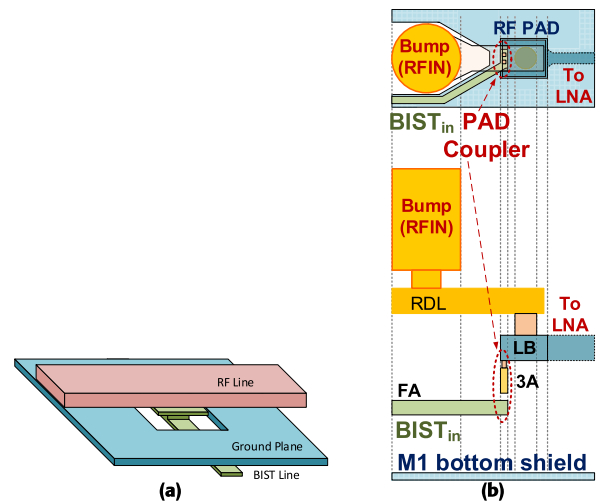 RF Line
Ground Plane
BIST Line
(a)
RF PAD
Bump
(RFIN)
To
LNA
BISTin PAD
Coupler
Bump
(RFIN)
RDL
To
LNA
LB
3A
FA
BISTin
M1 bottom shield
(b)